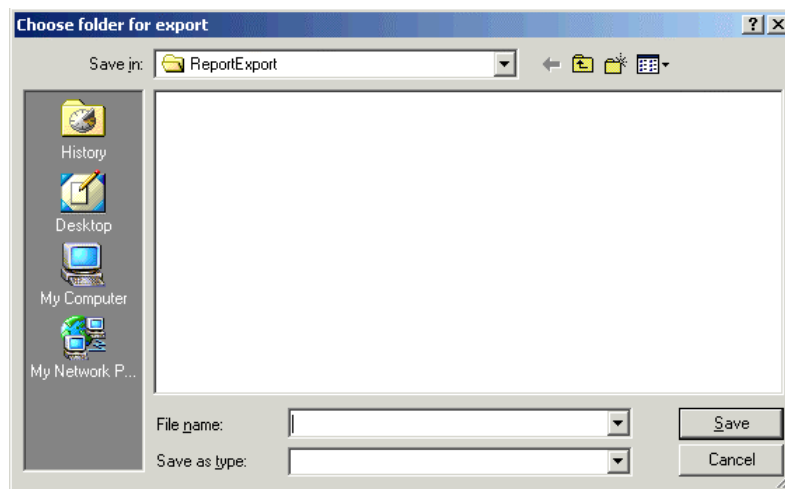 Choose folder for export
Save in: ReportExport
History
Desktop
My Computer
My Network P...
File name: Save
Save as type: Cancel